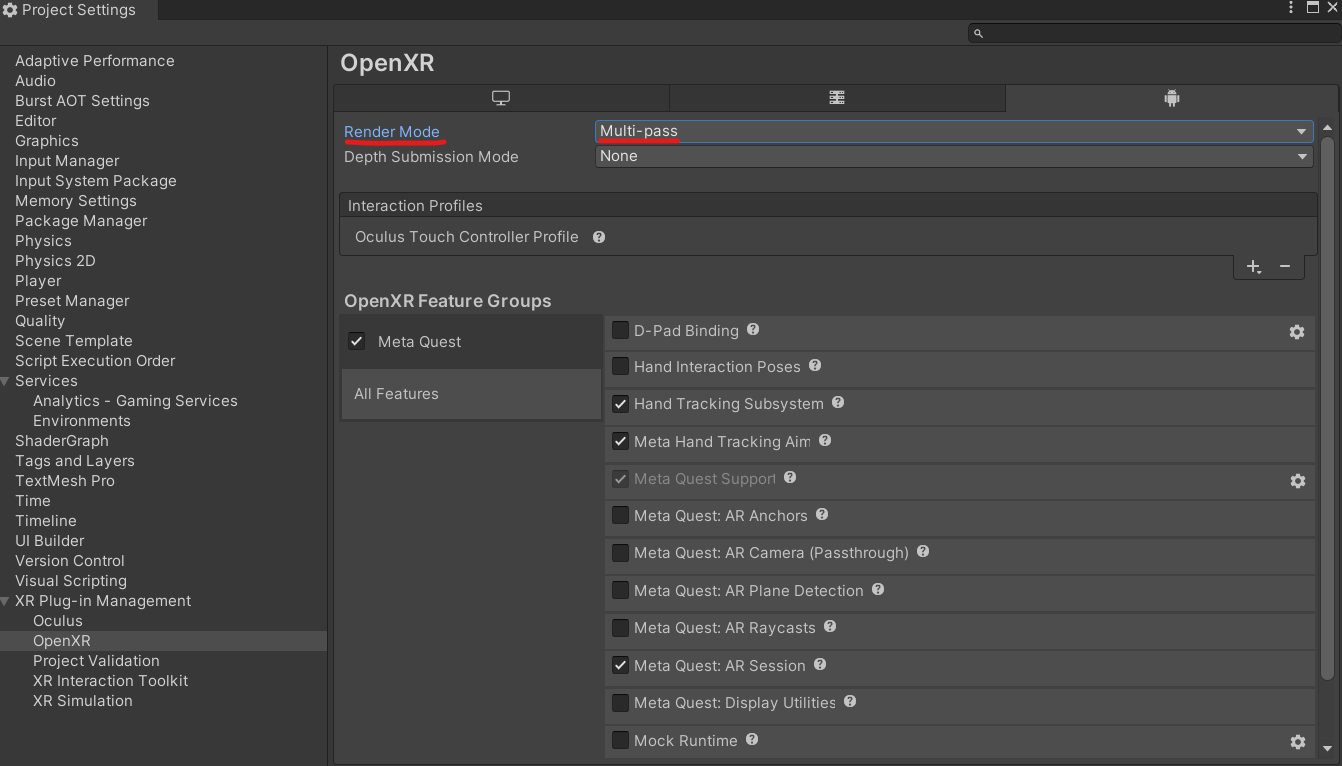 Project Settings
Adaptive Performance
Audio
Burst AOT Settings
Editor
Graphics
Input Manager
Input System Package
Memory Settings
Package Manager
Physics
Physics 2D
Player
Preset Manager
Quality
Scene Template
Script Execution Order
Services
Analytics - Gaming Services
Environments
ShaderGraph
Tags and Layers
TextMesh Pro
Time
Timeline
UI Builder
Version Control
Visual Scripting
XR Plug-in Management
Oculus
OpenXR
Project Validation
XR Interaction Toolkit
XR Simulation
OpenXR
Render Mode Multi-pass
Depth Submission Mode None
Interaction Profiles
Oculus Touch Controller Profile
OpenXR Feature Groups
Meta Quest
All Features
D-Pad Binding
Hand Interaction Poses
Hand Tracking Subsystem
Meta Hand Tracking Aim
Meta Quest Support
Meta Quest: AR Anchors
Meta Quest: AR Camera (Passthrough)
Meta Quest: AR Plane Detection
Meta Quest: AR Raycasts
Meta Quest: AR Session
Meta Quest: Display Utilities
Mock Runtime